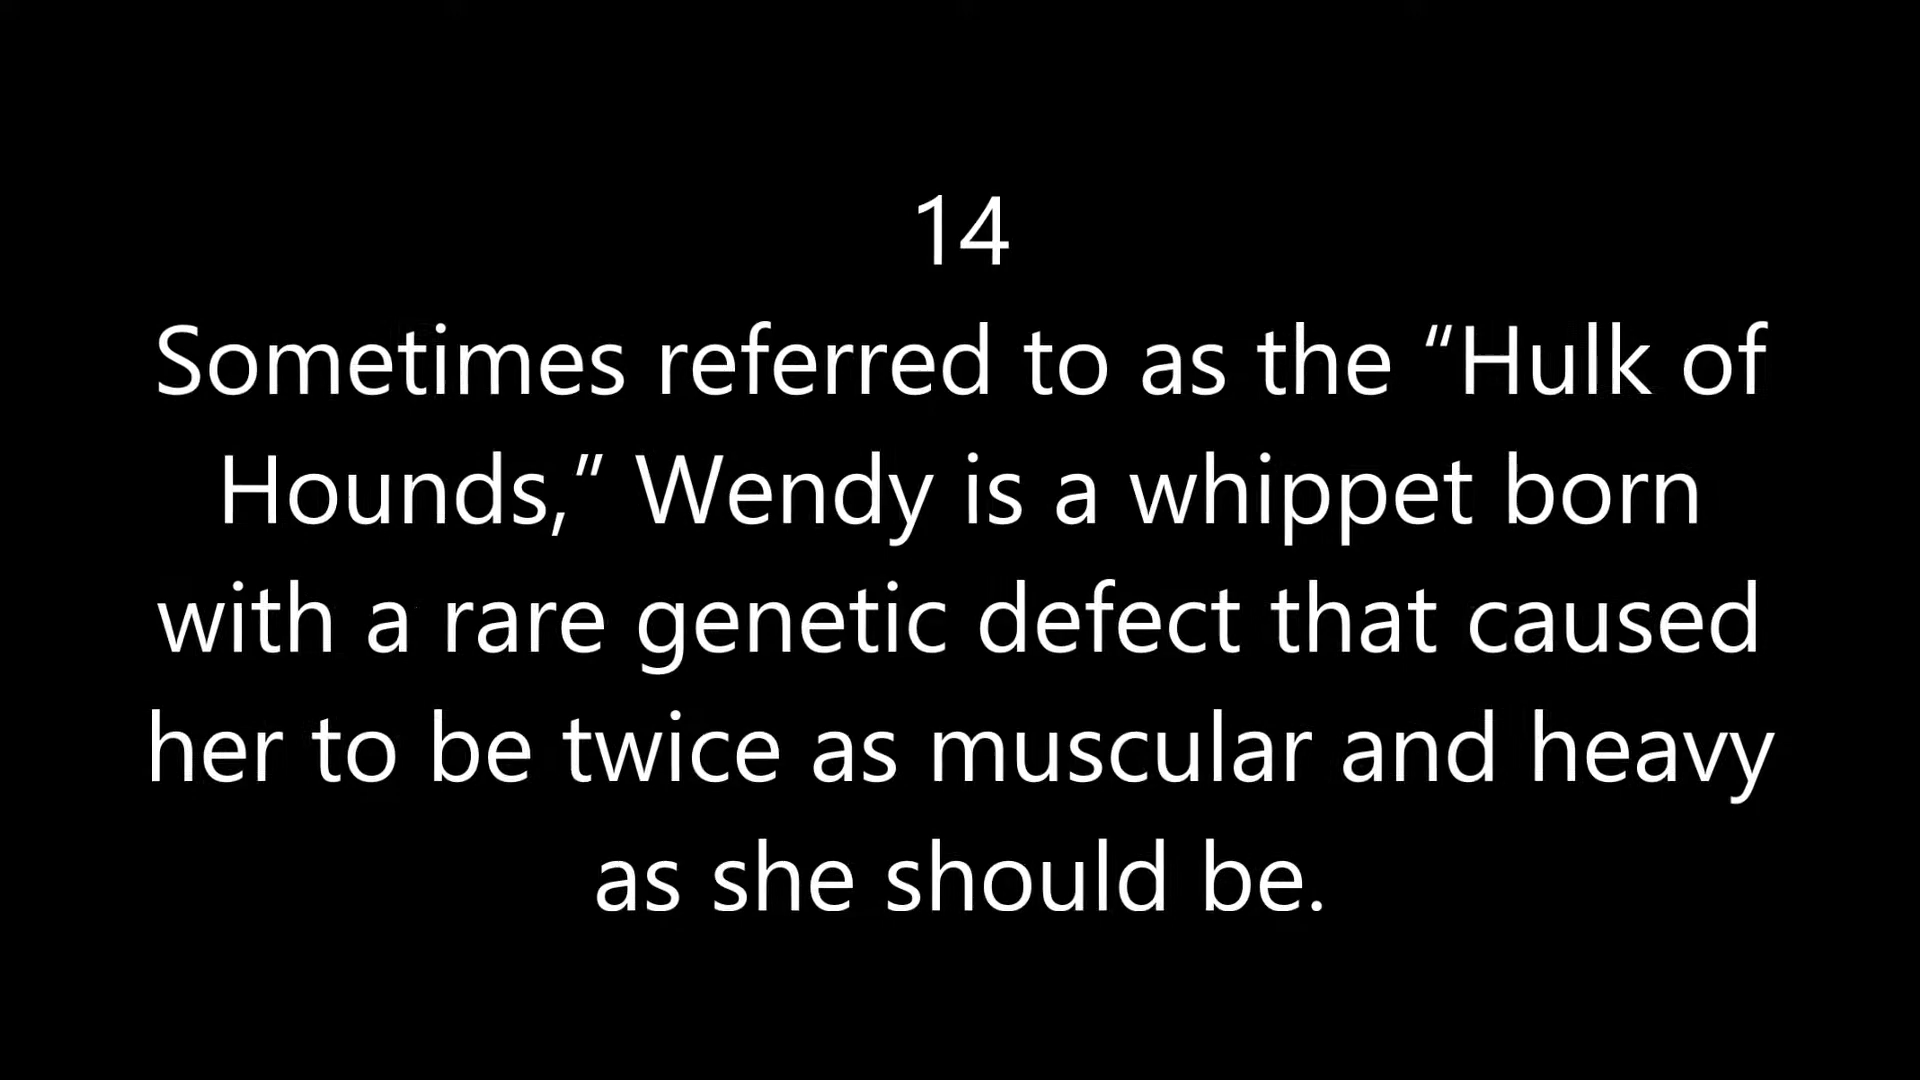 14
Sometimes referred to as the “Hulk of
Hounds,” Wendy is a whippet born
with a rare genetic defect that caused
her to be twice as muscular and heavy
as she should be.